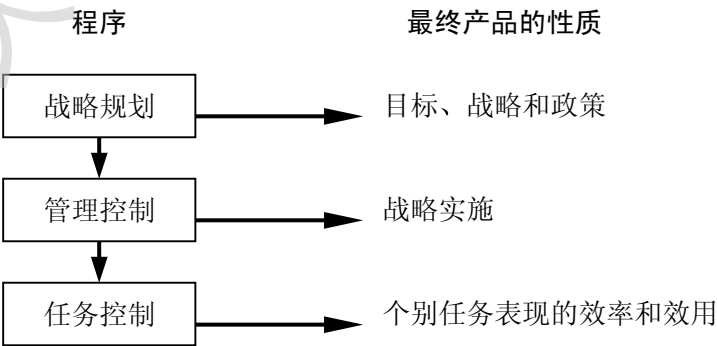 程序 最终产品的性质
战略规划 目标、战略和政策
管理控制 战略实施
任务控制 个别任务表现的效率和效用